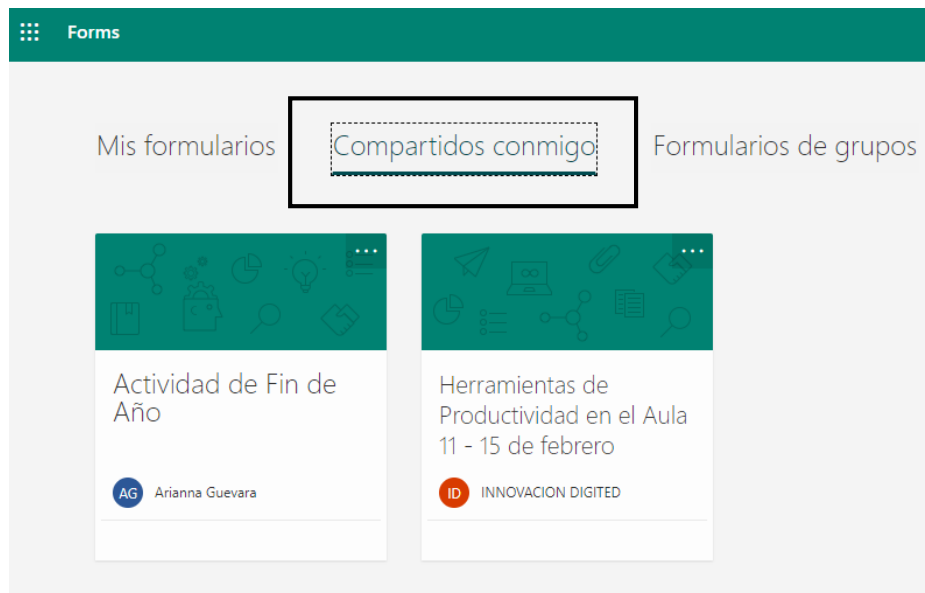 Forms
Mis formularios
Compartidos conmigo
Formularios de grupos
Actividad de Fin de
Año
AG Arianna Guevara
Herramientas de
Productividad en el Aula
11 - 15 de febrero
ID INNOVACION DIGITED